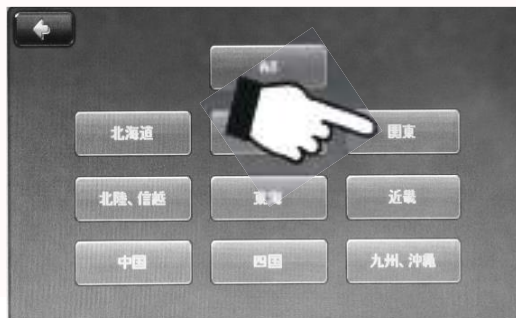 北海道
関東
北陸、信越
東海
近畿
中国
四国
九州、沖縄